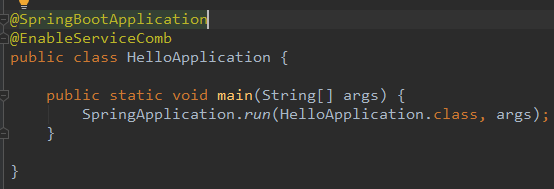 @SpringBootApplication
@EnableServiceComb
public class HelloApplication {
public static void main(String[] args) {
SpringApplication.run(HelloApplication.class, args);
}
}